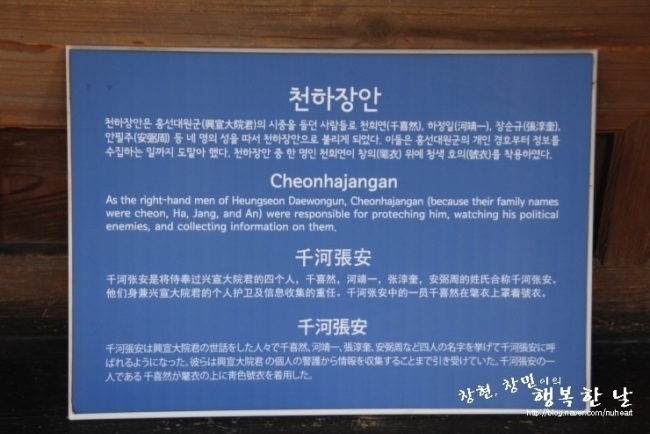 천하장안
천하장안은 흥선대원군(興宣大院君)의 시중을 들던 사람들로 천희연(千喜然), 하정일(河靖一), 장순규(張淳奎),
안필주(安弼周) 등 네 명의 성을 따서 천하장안으로 불리게 되었다. 이들은 흥선대원군의 개인 경호부터 정보를
수집하는 일까지 도맡아 했다. 천하장안 중 한 명인 천희연이 창의(氅衣) 위에 청색 호의(號衣)를 착용하였다.
Cheonhajangan
As the right-hand men of Heungseon Daewongun, Cheonhajangan (because their family names
were cheon, Ha, Jang, and An) were responsible for proteching him, watching his political
enemies, and collecting information on them.
千河張安
千河张安是将侍奉过兴宣大院君的四个人，千喜然，河靖一，张淳奎，安弼周的姓氏合称千河张安。
他们身兼兴宣大院君的个人护卫及信息收集的重任。千河张安中的一员千喜然在氅衣上罩着號衣。
千河張安
千河張安は興宣大院君の世話をした人々で千喜然、河靖一、張淳奎、安弼周など四人の名字を挙げて千河張安に呼
ばれるようになった。彼らは興宣大院君 の個人の警護から情報を収集することまで引き受けていた。千河張安の一
人である 千喜然が氅衣の上に靑色號衣を着用した。
창현, 창민이의
행복한 날
http://blog.naver.com/nuheart